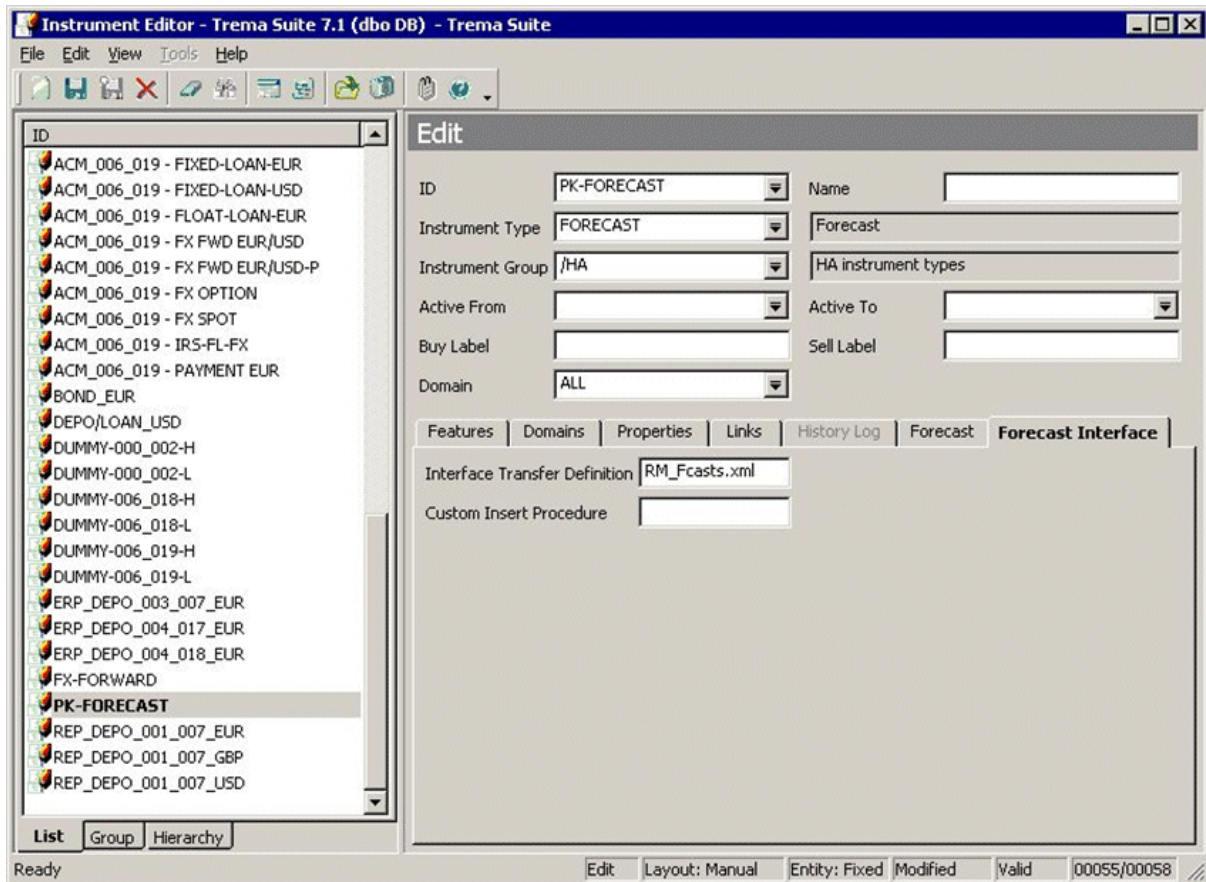 Instrument Editor - Trema Suite 7.1 (dbo DB) - Trema Suite
File Edit View Tools Help
ID
ACM_006_019 - FIXED-LOAN-EUR
ACM_006_019 - FIXED-LOAN-USD
ACM_006_019 - FLOAT-LOAN-EUR
ACM_006_019 - FX FWD EUR/USD
ACM_006_019 - FX FWD EUR/USD-P
ACM_006_019 - FX OPTION
ACM_006_019 - FX SPOT
ACM_006_019 - IRS-FL-FX
ACM_006_019 - PAYMENT EUR
BOND_EUR
DEPO/LOAN_USD
DUMMY-000_002-H
DUMMY-000_002-L
DUMMY-006_018-H
DUMMY-006_018-L
DUMMY-006_019-H
DUMMY-006_019-L
ERP_DEPO_003_007_EUR
ERP_DEPO_004_017_EUR
ERP_DEPO_004_018_EUR
FX-FORWARD
PK-FORECAST
REP_DEPO_001_007_EUR
REP_DEPO_001_007_GBP
REP_DEPO_001_007_USD
List Group Hierarchy
Edit
ID PK-FORECAST Name
Instrument Type FORECAST Forecast
Instrument Group /HA HA instrument types
Active From Active To
Buy Label Sell Label
Domain ALL
Features Domains Properties Links History Log Forecast Forecast Interface
Interface Transfer Definition RM_Fcasts.xml
Custom Insert Procedure
Ready Edit Layout: Manual Entity: Fixed Modified Valid 00055/00058